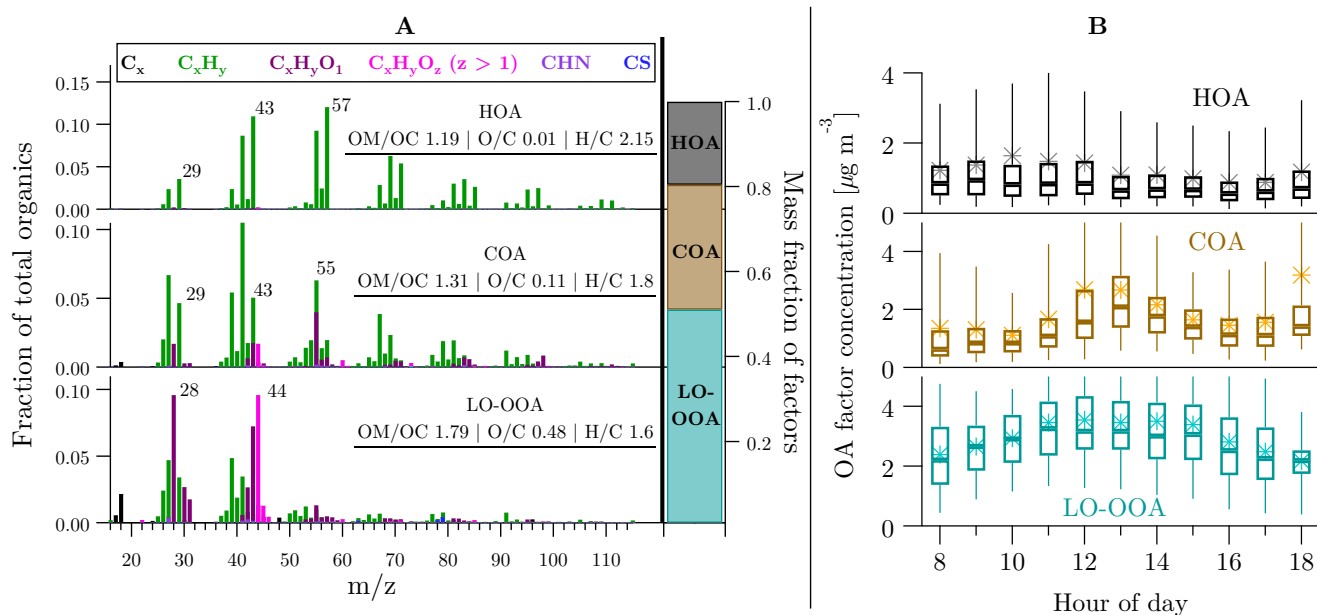 A
B
C_x C_xH_y C_xH_yO_1 C_xH_yO_z (z > 1) CHN CS
Fraction of total organics
0.15
0.10
0.05
0.00
29
43
57
HOA
OM/OC 1.19 | O/C 0.01 | H/C 2.15
0.10
0.05
0.00
29
43
55
COA
OM/OC 1.31 | O/C 0.11 | H/C 1.8
0.10
0.05
0.00
28
44
LO-OOA
OM/OC 1.79 | O/C 0.48 | H/C 1.6
20 30 40 50 60 70 80 90 100 110
m/z
HOA
COA
LO-
OOA
1.0
0.8
0.6
0.4
0.2
Mass fraction of factors
OA factor concentration [μg m⁻³]
4
2
0
HOA
4
2
0
COA
4
2
0
LO-OOA
8 10 12 14 16 18
Hour of day